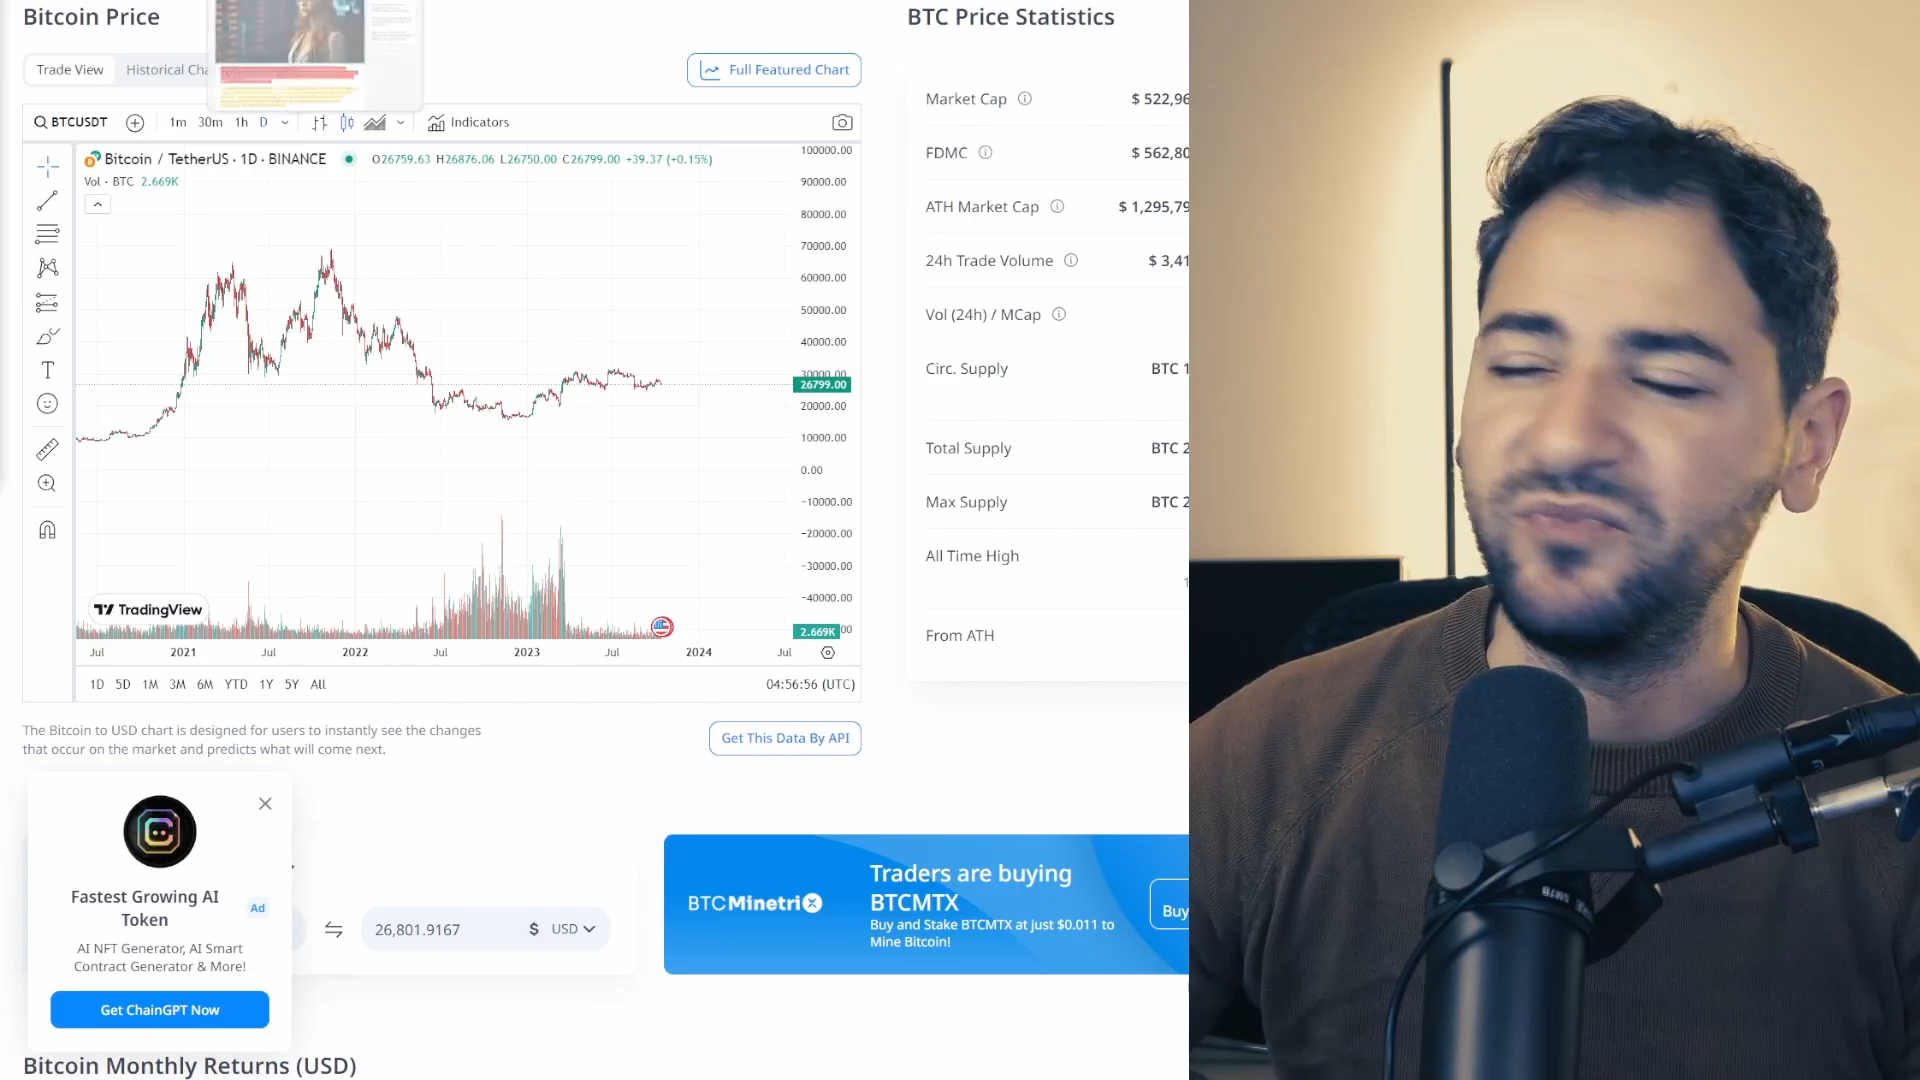 Bitcoin Price
BTC Price Statistics
Trade View
Historical Cha
Full Featured Chart
BTCUSDT
1m 30m 1h D
Indicators
Bitcoin / TetherUS · 1D · BINANCE
O26759.63 H26876.06 L26750.00 C26799.00 +39.37 (+0.15%)
Vol · BTC 2.669K
100000.00
90000.00
80000.00
70000.00
60000.00
50000.00
40000.00
30000.00
26799.00
20000.00
10000.00
0.00
−10000.00
−20000.00
−30000.00
−40000.00
2.669K
00
TradingView
Jul 2021 Jul 2022 Jul 2023 Jul 2024 Jul
1D 5D 1M 3M 6M YTD 1Y 5Y All
04:56:56 (UTC)
Market Cap $ 522,96
FDMC $ 562,80
ATH Market Cap $ 1,295,79
24h Trade Volume $ 3,41
Vol (24h) / MCap
Circ. Supply BTC 1
Total Supply BTC 2
Max Supply BTC 2
All Time High
1
From ATH
The Bitcoin to USD chart is designed for users to instantly see the changes
that occur on the market and predicts what will come next.
Get This Data By API
Fastest Growing AI
Token
Ad
AI NFT Generator, AI Smart
Contract Generator & More!
Get ChainGPT Now
26,801.9167 $ USD
BTCMinetrix
Traders are buying
BTCMTX
Buy and Stake BTCMTX at just $0.011 to
Mine Bitcoin!
Buy
Bitcoin Monthly Returns (USD)
SM7B